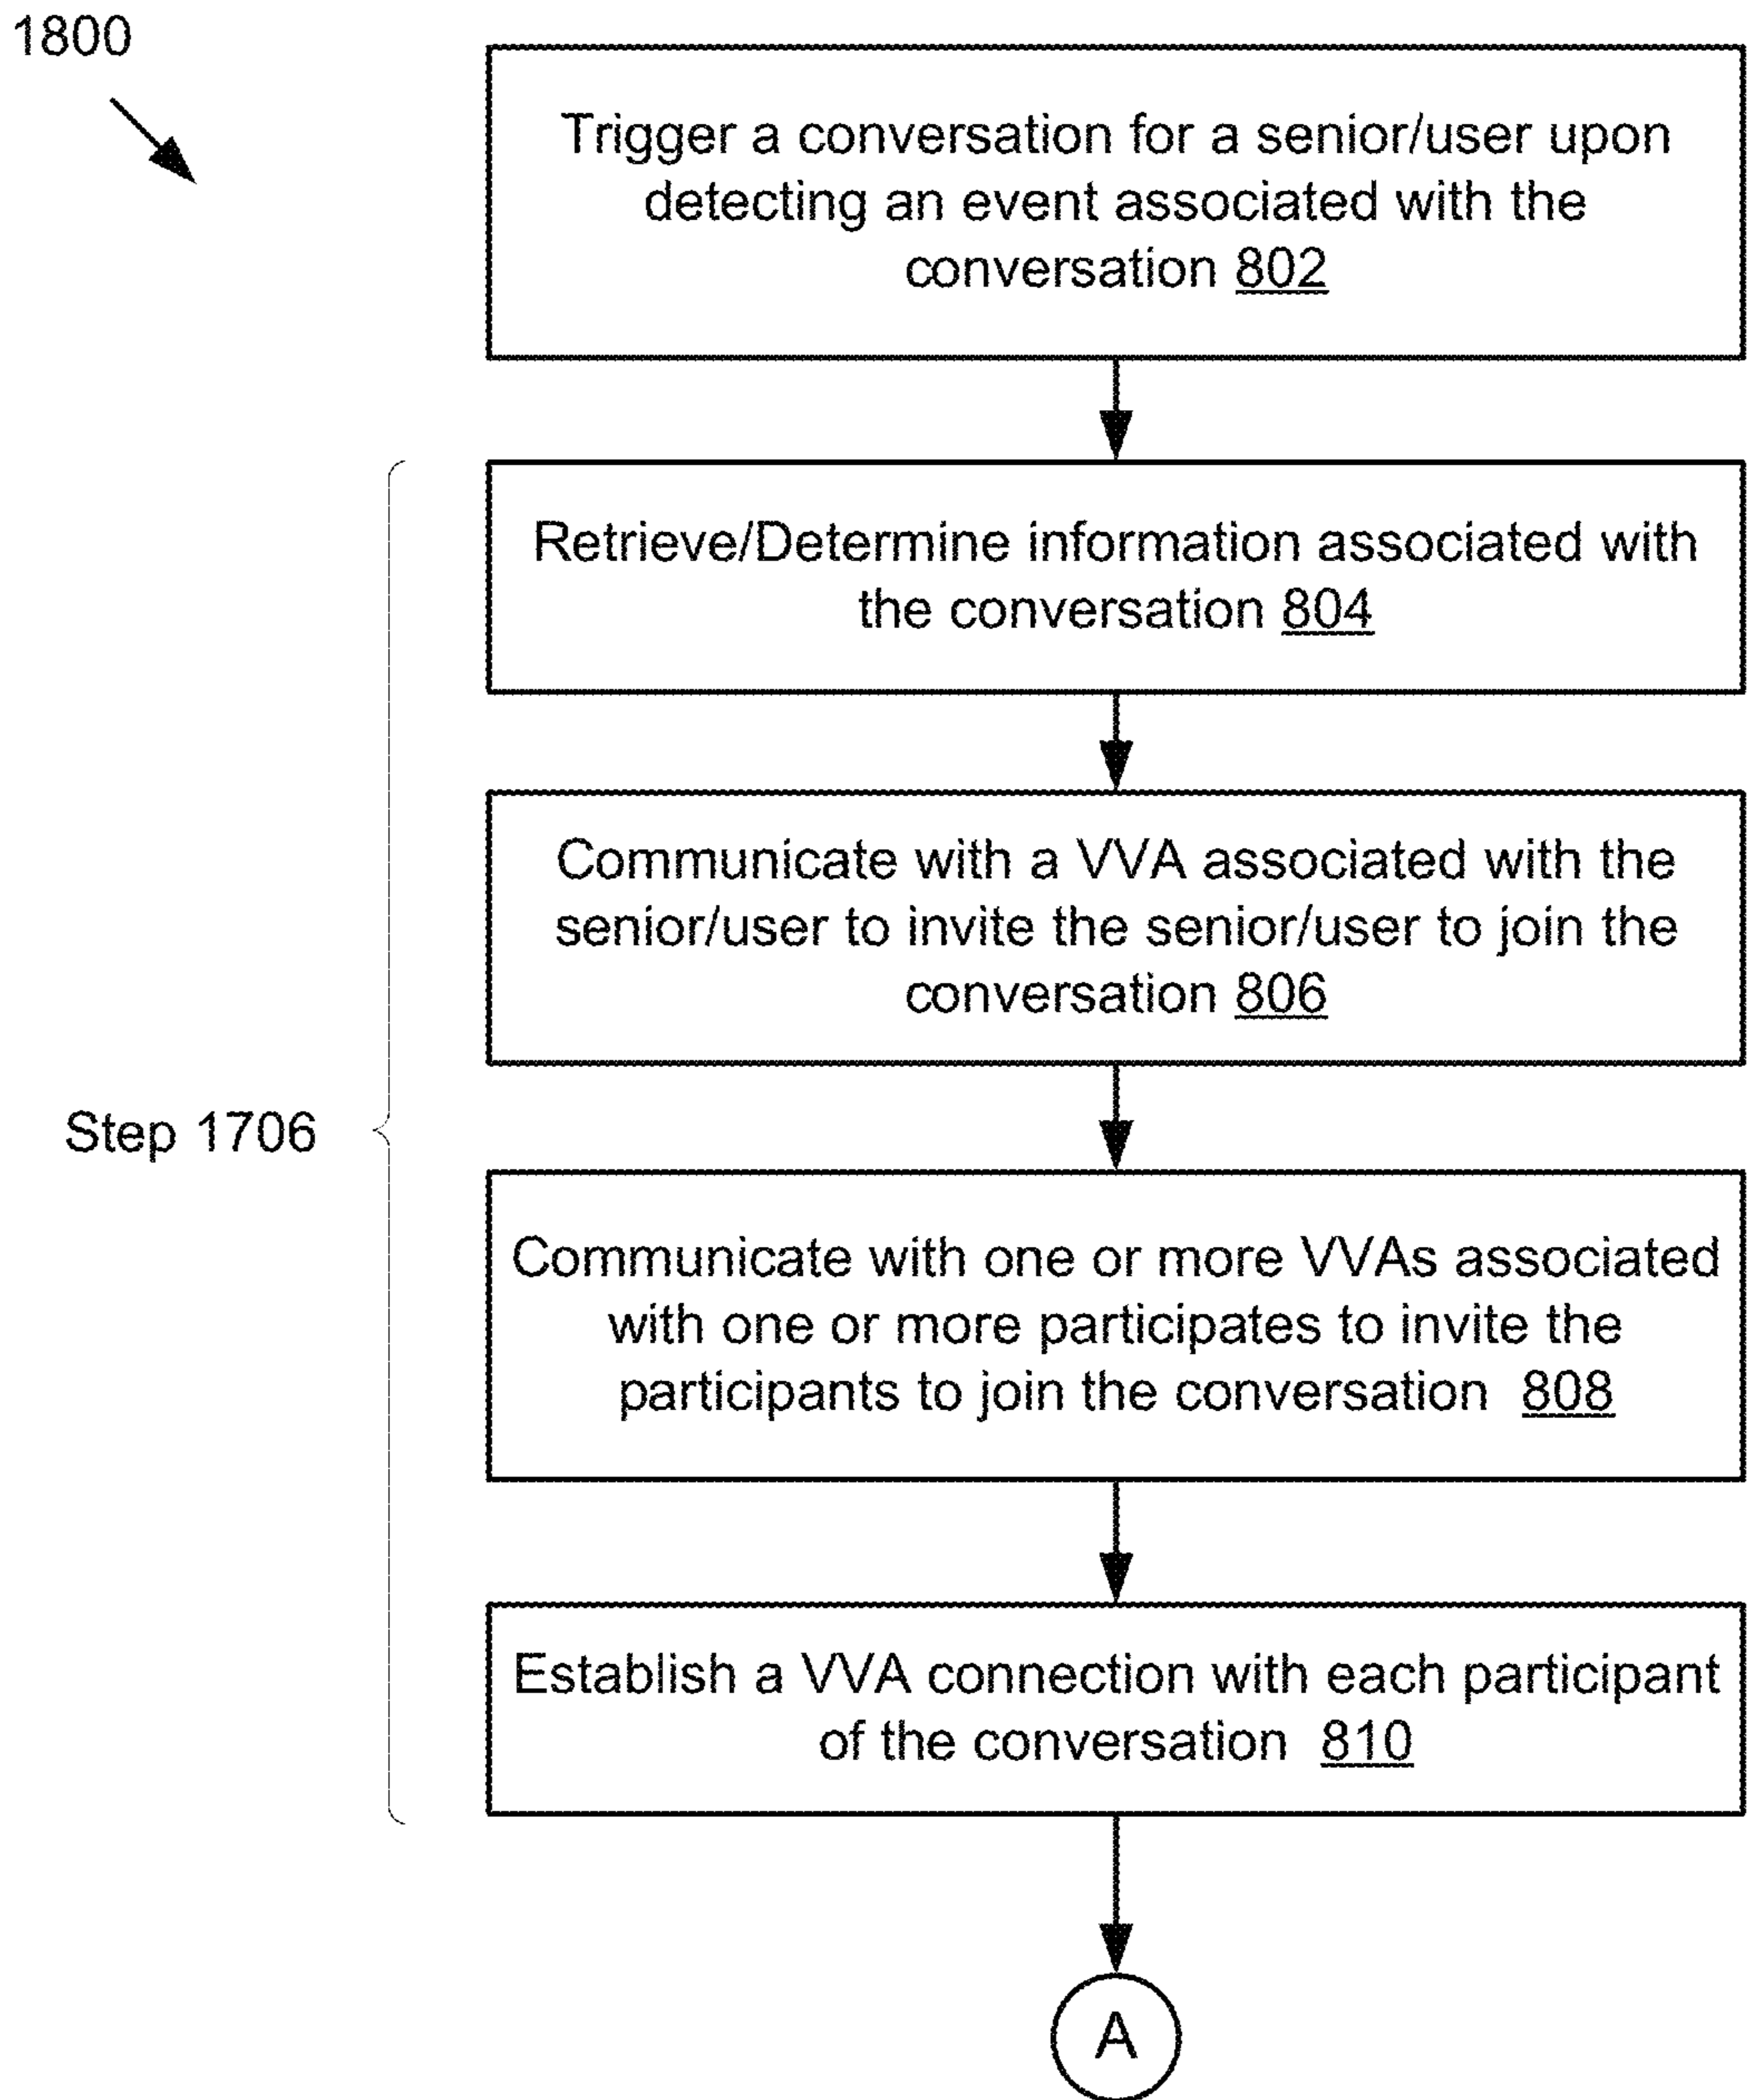 1800
Trigger a conversation for a senior/user upon
detecting an event associated with the
conversation 802
Retrieve/Determine information associated with
the conversation 804
Communicate with a VVA associated with the
senior/user to invite the senior/user to join the
conversation 806
Step 1706
Communicate with one or more VVAs associated
with one or more participates to invite the
participants to join the conversation 808
Establish a VVA connection with each participant
of the conversation 810
A